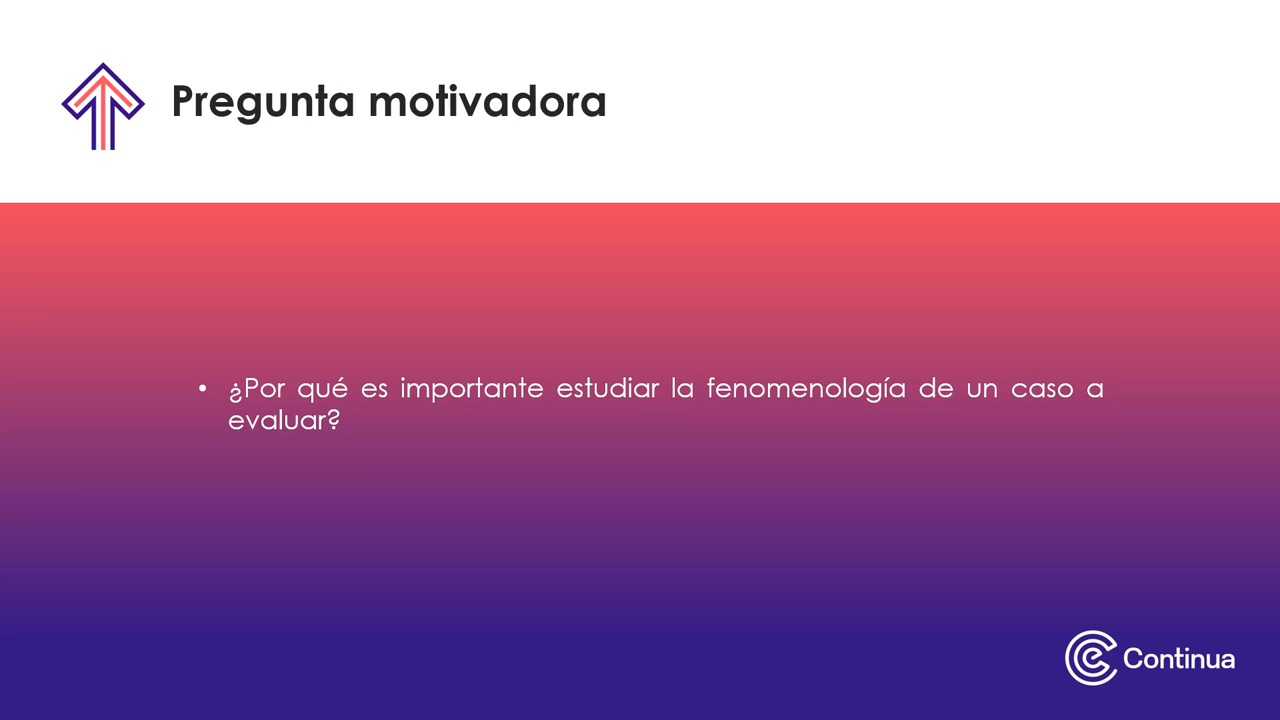 Pregunta motivadora
• ¿Por qué es importante estudiar la fenomenología de un caso a
evaluar?
Continua